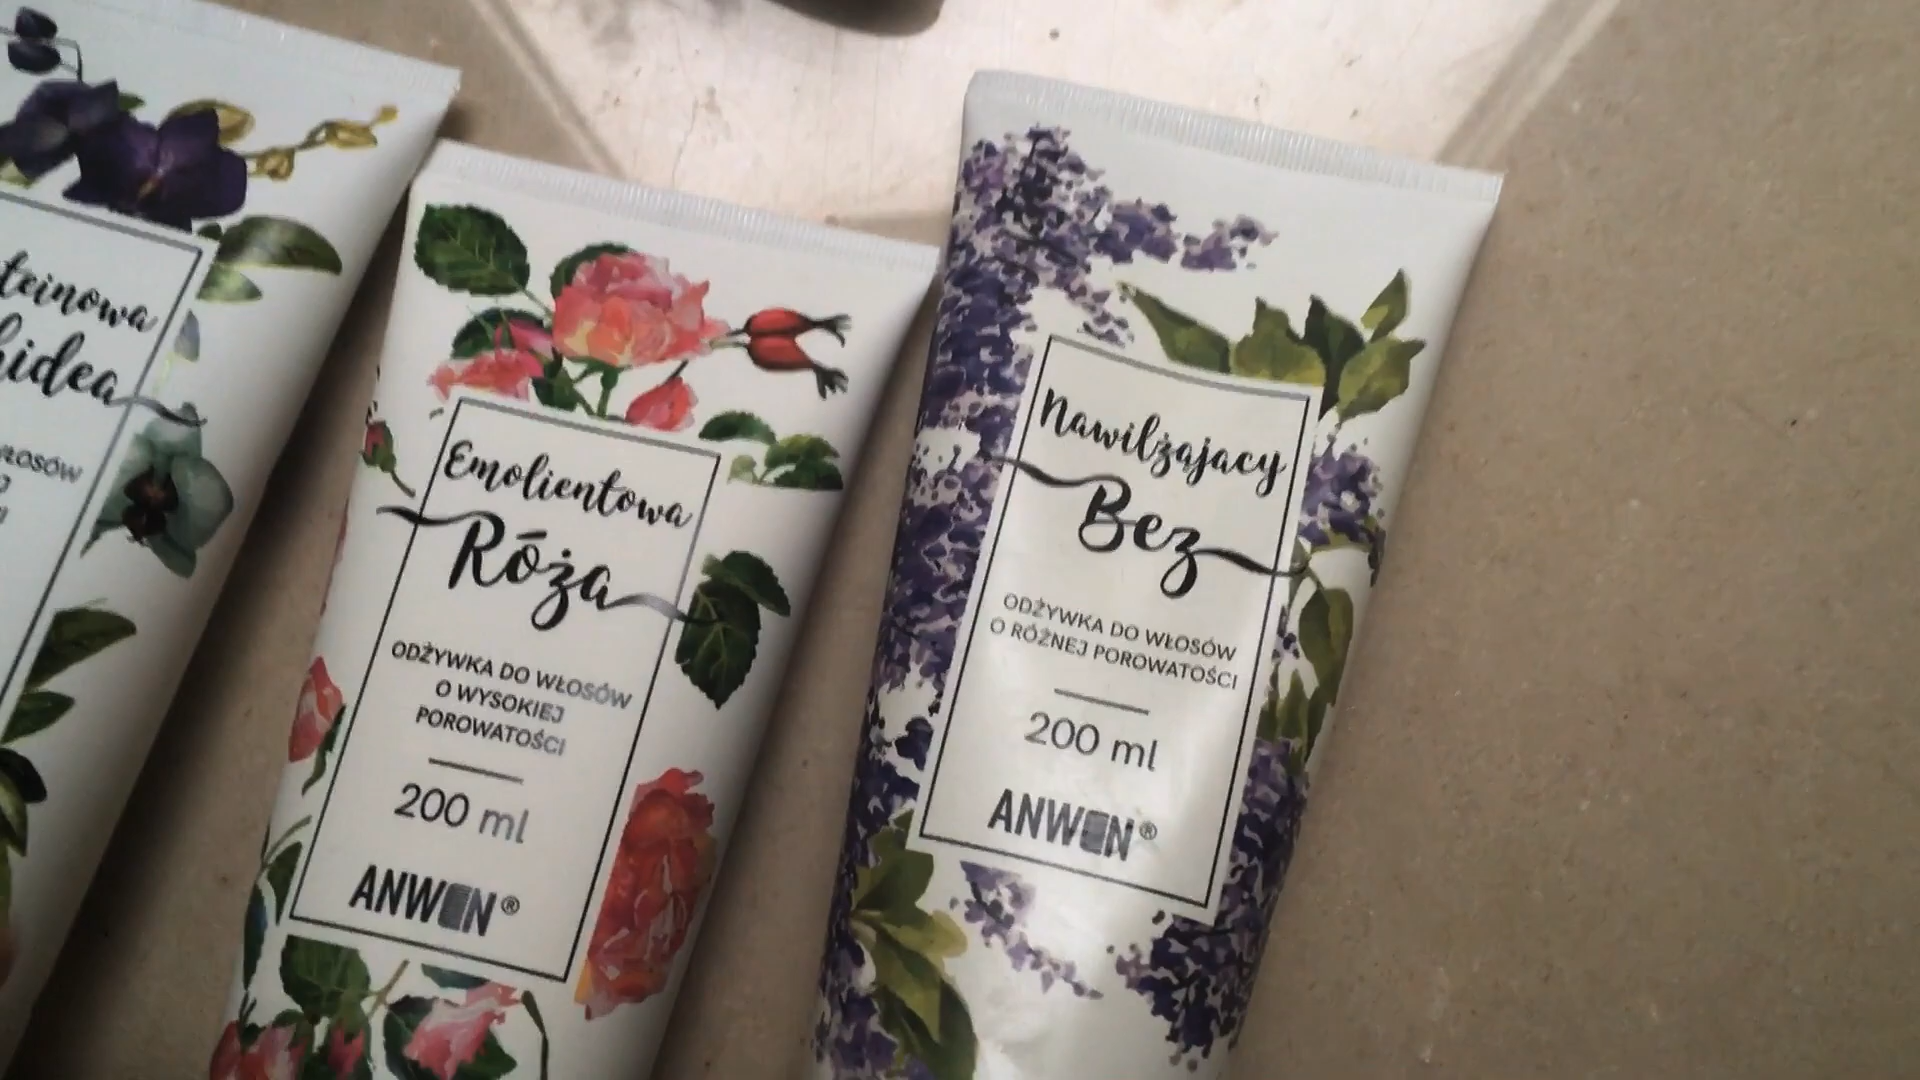 WŁOSÓW
Emolientowa
Róża
ODŻYWKA DO WŁOSÓW
O WYSOKIEJ
POROWATOŚCI
200 ml
ANWEN®
Nawilżający
Bez
ODŻYWKA DO WŁOSÓW
O RÓŻNEJ POROWATOŚCI
200 ml
ANWEN®